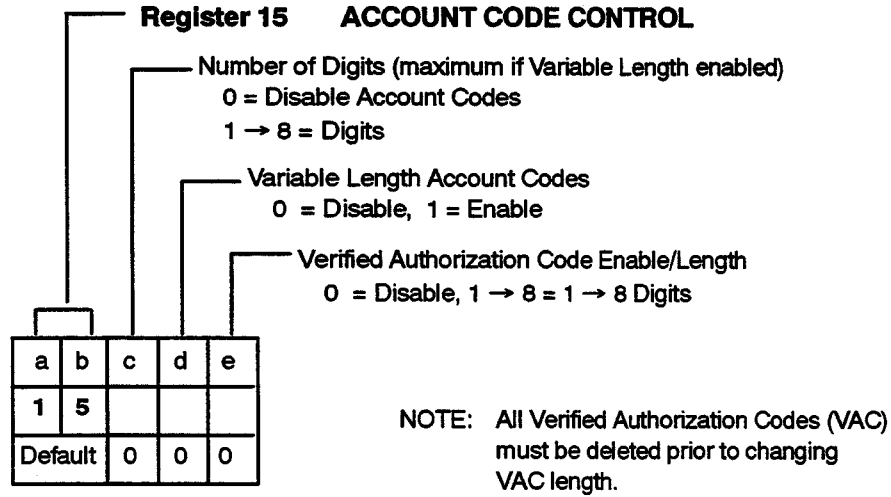 Register 15 ACCOUNT CODE CONTROL
Number of Digits (maximum if Variable Length enabled)
0 = Disable Account Codes
1 → 8 = Digits
Variable Length Account Codes
0 = Disable, 1 = Enable
Verified Authorization Code Enable/Length
0 = Disable, 1 → 8 = 1 → 8 Digits
a b c d e
1 5
Default 0 0 0
NOTE: All Verified Authorization Codes (VAC)
must be deleted prior to changing
VAC length.